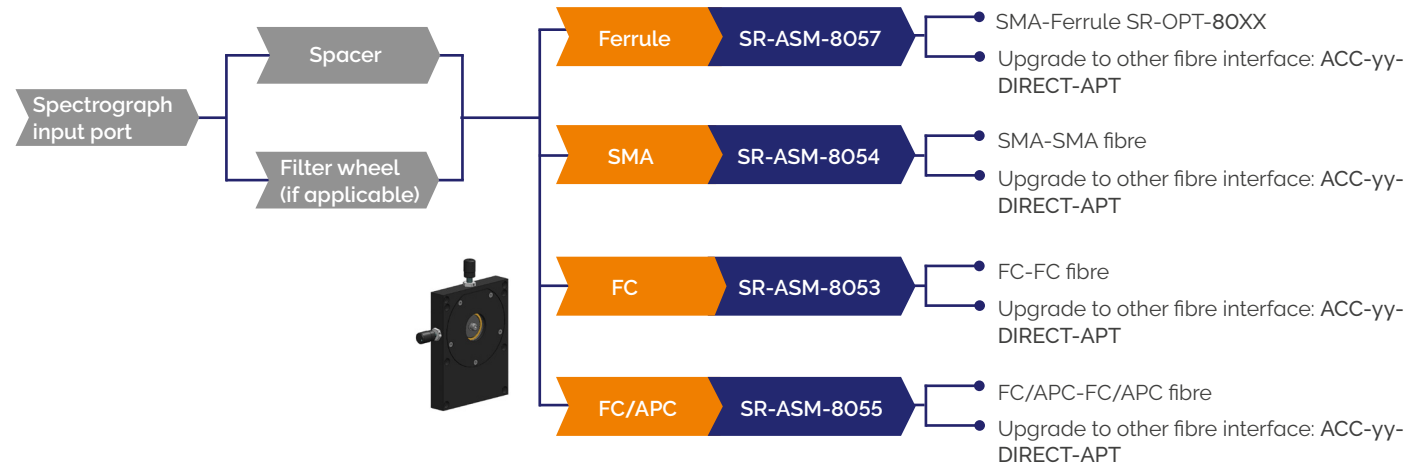 Spectrograph
input port
Spacer
Filter wheel
(if applicable)
Ferrule
SR-ASM-8057
SMA-Ferrule SR-OPT-80XX
Upgrade to other fibre interface: ACC-yy-
DIRECT-APT
SMA
SR-ASM-8054
SMA-SMA fibre
Upgrade to other fibre interface: ACC-yy-
DIRECT-APT
FC
SR-ASM-8053
FC-FC fibre
Upgrade to other fibre interface: ACC-yy-
DIRECT-APT
FC/APC
SR-ASM-8055
FC/APC-FC/APC fibre
Upgrade to other fibre interface: ACC-yy-
DIRECT-APT